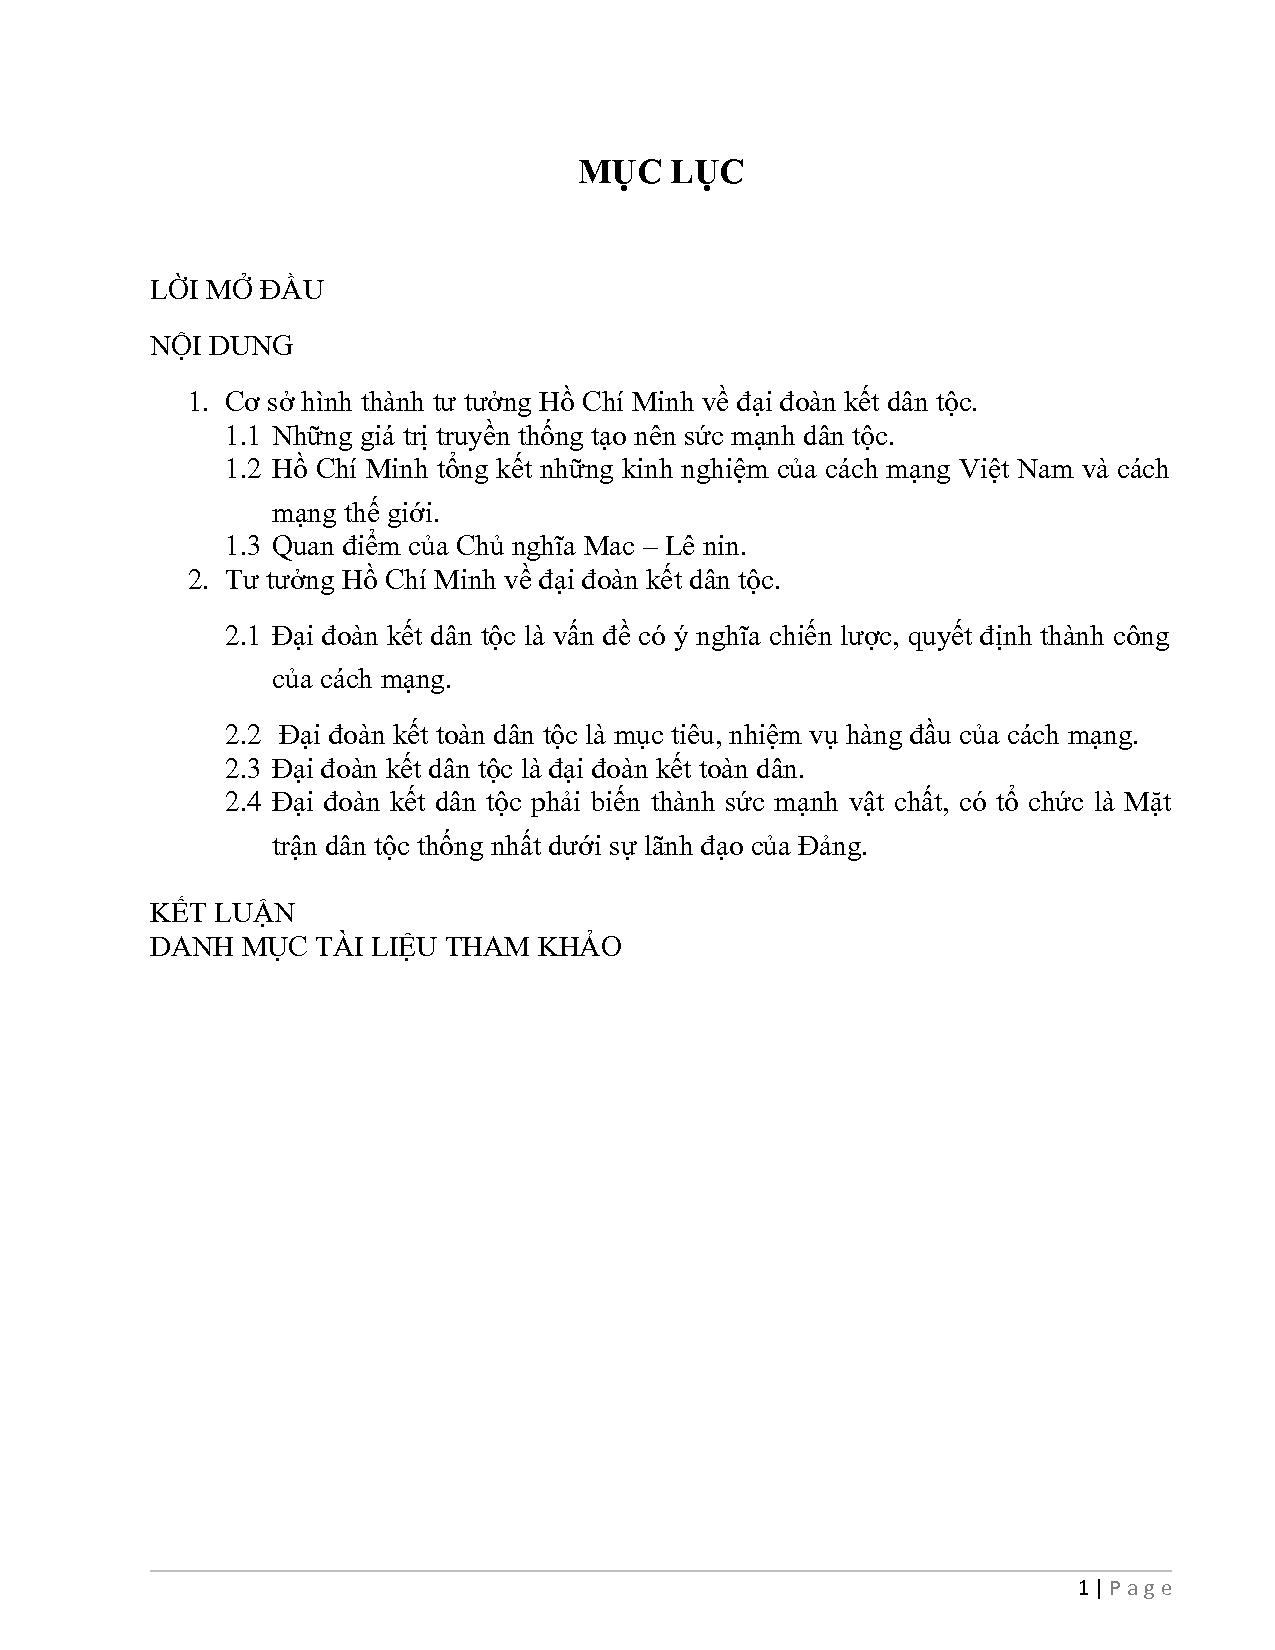 MỤC LỤC
LỜI MỞ ĐẦU
NỘI DUNG
1. Cơ sở hình thành tư tưởng Hồ Chí Minh về đại đoàn kết dân tộc.
1.1 Những giá trị truyền thống tạo nên sức mạnh dân tộc.
1.2 Hồ Chí Minh tổng kết những kinh nghiệm của cách mạng Việt Nam và cách
mạng thế giới.
1.3 Quan điểm của Chủ nghĩa Mac – Lê nin.
2. Tư tưởng Hồ Chí Minh về đại đoàn kết dân tộc.
2.1 Đại đoàn kết dân tộc là vấn đề có ý nghĩa chiến lược, quyết định thành công
của cách mạng.
2.2 Đại đoàn kết toàn dân tộc là mục tiêu, nhiệm vụ hàng đầu của cách mạng.
2.3 Đại đoàn kết dân tộc là đại đoàn kết toàn dân.
2.4 Đại đoàn kết dân tộc phải biến thành sức mạnh vật chất, có tổ chức là Mặt
trận dân tộc thống nhất dưới sự lãnh đạo của Đảng.
KẾT LUẬN
DANH MỤC TÀI LIỆU THAM KHẢO
1 | Page